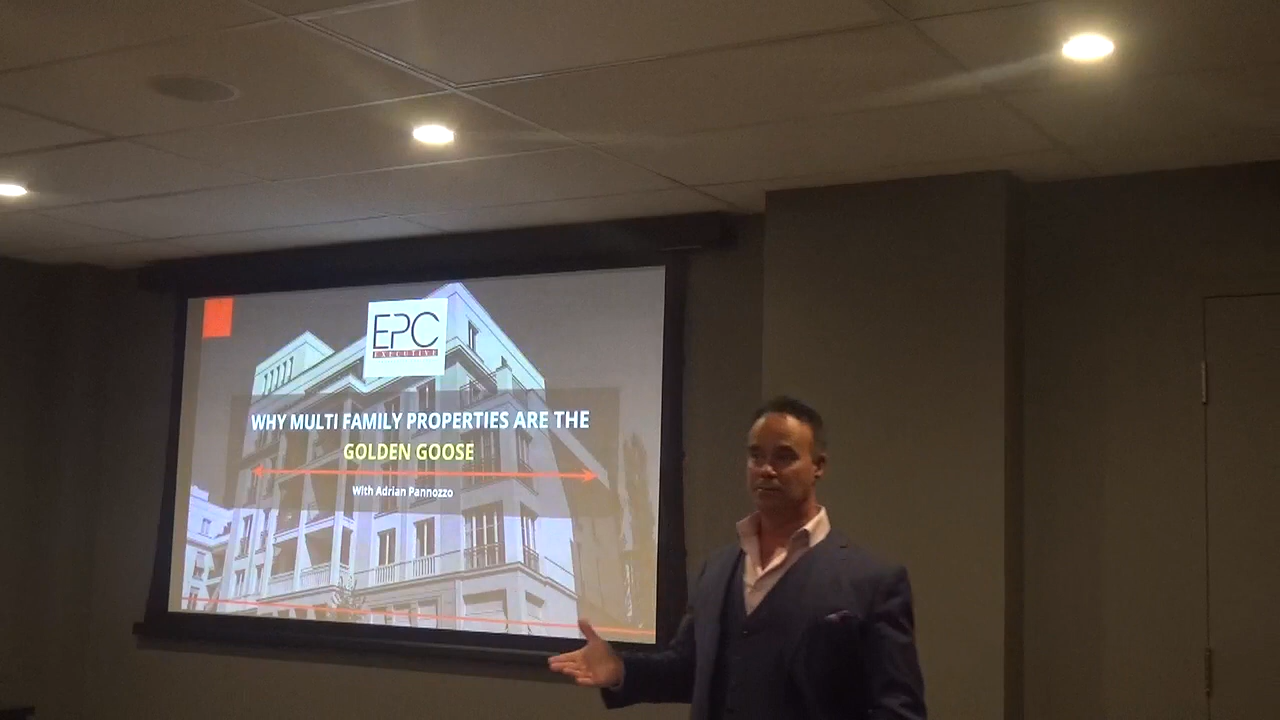 EPC
EXECUTIVE
WHY MULTI FAMILY PROPERTIES ARE THE
GOLDEN GOOSE
With Adrian Pannozzo